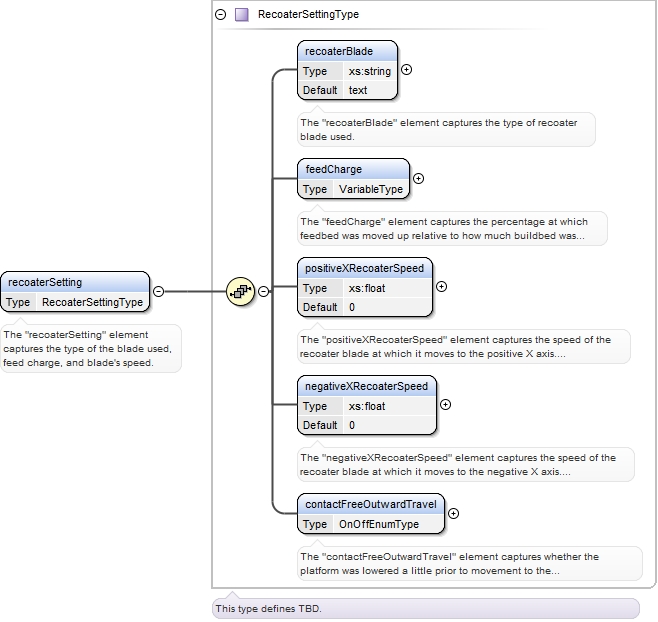 RecoaterSettingType
recoaterBlade
Type xs:string
Default text
The "recoaterBlade" element captures the type of recoater
blade used.
feedCharge
Type VariableType
The "feedCharge" element captures the percentage at which
feedbed was moved up relative to how much buildbed was...
recoaterSetting
Type RecoaterSettingType
The "recoaterSetting" element
captures the type of the blade used,
feed charge, and blade's speed.
positiveXRecoaterSpeed
Type xs:float
Default 0
The "positiveXRecoaterSpeed" element captures the speed of the
recoater blade at which it moves to the positive X axis....
negativeXRecoaterSpeed
Type xs:float
Default 0
The "negativeXRecoaterSpeed" element captures the speed of the
recoater blade at which it moves to the negative X axis....
contactFreeOutwardTravel
Type OnOffEnumType
The "contactFreeOutwardTravel" element captures whether the
platform was lowered a little prior to movement to the...
This type defines TBD.